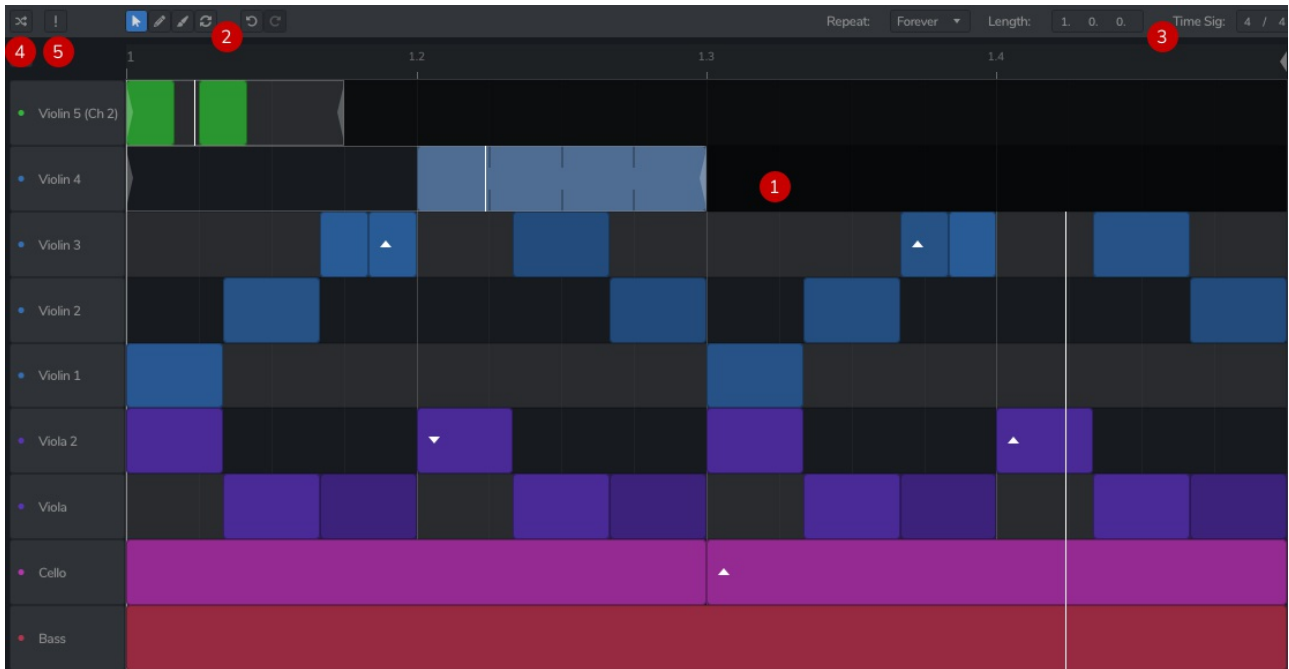 ! Repeat: Forever Length: 1. 0. 0. Time Sig: 4 / 4
4 5 2 3
1 1.2 1.3 1.4
Violin 5 (Ch 2)
Violin 4 1
Violin 3
Violin 2
Violin 1
Viola 2
Viola
Cello
Bass